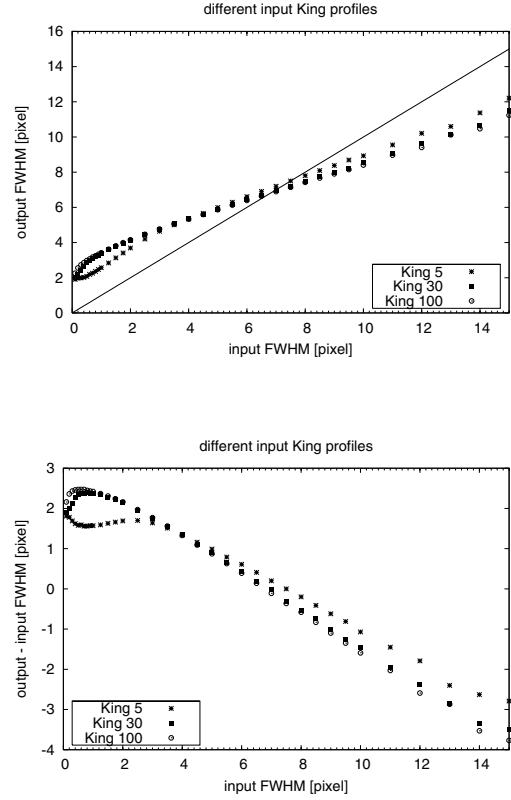 different input King profiles
16
14
12
10
8
6
4
2
0
output FWHM [pixel]
King 5
King 30
King 100
0 2 4 6 8 10 12 14
input FWHM [pixel]
different input King profiles
3
2
1
0
-1
-2
-3
-4
output - input FWHM [pixel]
King 5
King 30
King 100
0 2 4 6 8 10 12 14
input FWHM [pixel]